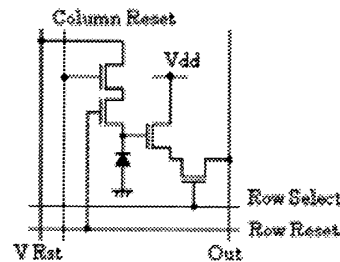 Column Reset
Vdd
Row Select
Row Reset
V Rst
Out